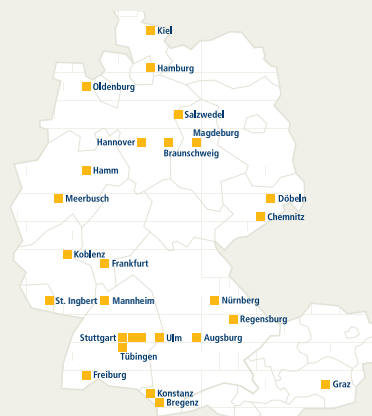 Kiel
Hamburg
Oldenburg
Salzwedel
Magdeburg
Hannover
Braunschweig
Hamm
Meerbusch
Döbeln
Chemnitz
Koblenz
Frankfurt
St. Ingbert
Mannheim
Nürnberg
Regensburg
Stuttgart
Ulm
Augsburg
Tübingen
Freiburg
Graz
Konstanz
Bregenz